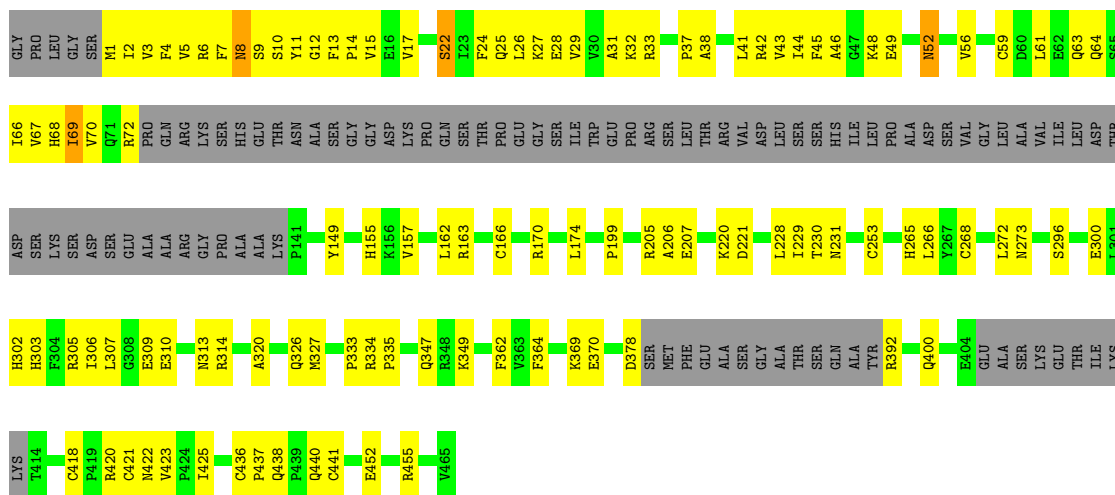 GLY PRO LEU GLY SER M1 I2 V3 F4 V5 R6 F7 N8 S9 S10 Y11 G12 F13 P14 V15 E16 V17 S22 I23 F24 Q25 L26 K27 E28 V29 V30 A31 K32 R33 P37 A38 L41 R42 V43 I44 F45 A46 G47 K48 E49 N52 V56 C59 D60 L61 E62 Q63 Q64 S65
I66 V67 H68 I69 V70 Q71 R72 PRO GLN ARG LYS SER HIS GLU THR ASN ALA SER GLY GLY ASP LYS PRO GLN SER THR PRO GLU GLY SER ILE TRP GLU PRO ARG SER LEU THR ARG VAL ASP LEU SER SER HIS ILE LEU PRO ALA ASP SER VAL GLY LEU ALA VAL ILE LEU ASP THR
ASP SER LYS SER ASP SER GLU ALA ALA ARG GLY PRO ALA ALA LYS P141 Y149 H155 K156 V157 L162 R163 C166 R170 L174 P199 R205 A206 E207 K220 D221 L228 I229 T230 N231 C253 H265 L266 Y267 C268 L272 N273 S296 E300 L301
H302 H303 F304 R305 I306 L307 G308 E309 E310 N313 R314 A320 Q326 M327 P333 R334 P335 Q347 R348 K349 F362 V363 F364 K369 E370 D378 SER MET PHE GLU ALA SER GLY ALA THR SER GLN ALA TYR R392 Q400 E404 GLU ALA SER LYS GLU THR ILE LYS
LYS T414 C418 P419 R420 C421 N422 V423 P424 I425 C436 P437 Q438 P439 Q440 C441 E452 R455 V465